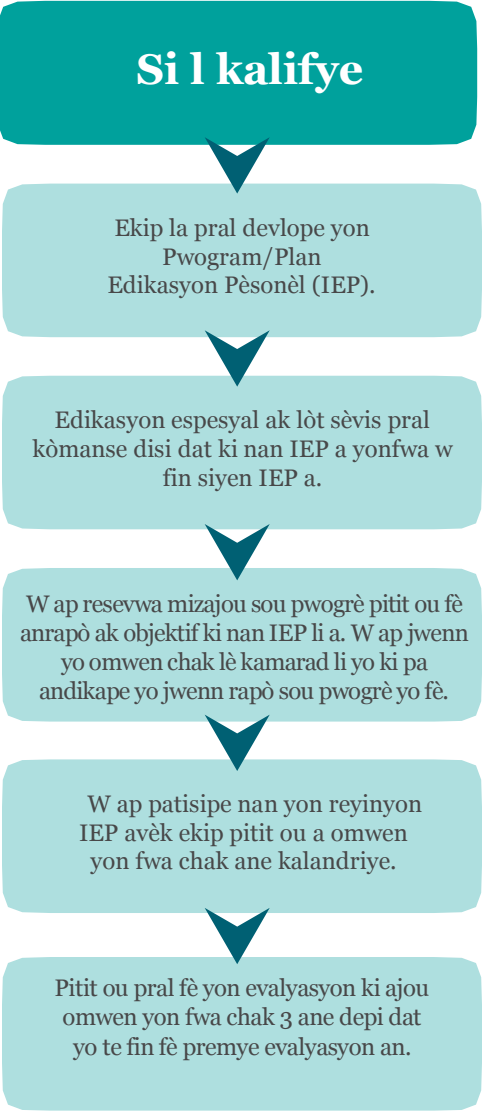 Si l kalifye
Ekip la pral devlope yon
Pwogram/Plan
Edikasyon Pèsonèl (IEP).
Edikasyon espesyal ak lòt sèvis pral
kòmanse disi dat ki nan IEP a yonfwa w
fin siyen IEP a.
W ap resevwa mizajou sou pwogrè pitit ou fè
anrapò ak objektif ki nan IEP li a. W ap jwenn
yo omwen chak lè kamarad li yo ki pa
andikape yo jwenn rapò sou pwogrè yo fè.
W ap patisipe nan yon reyinyon
IEP avèk ekip pitit ou a omwen
yon fwa chak ane kalandriye.
Pitit ou pral fè yon evalyasyon ki ajou
omwen yon fwa chak 3 ane depi dat
yo te fin fè premye evalyasyon an.